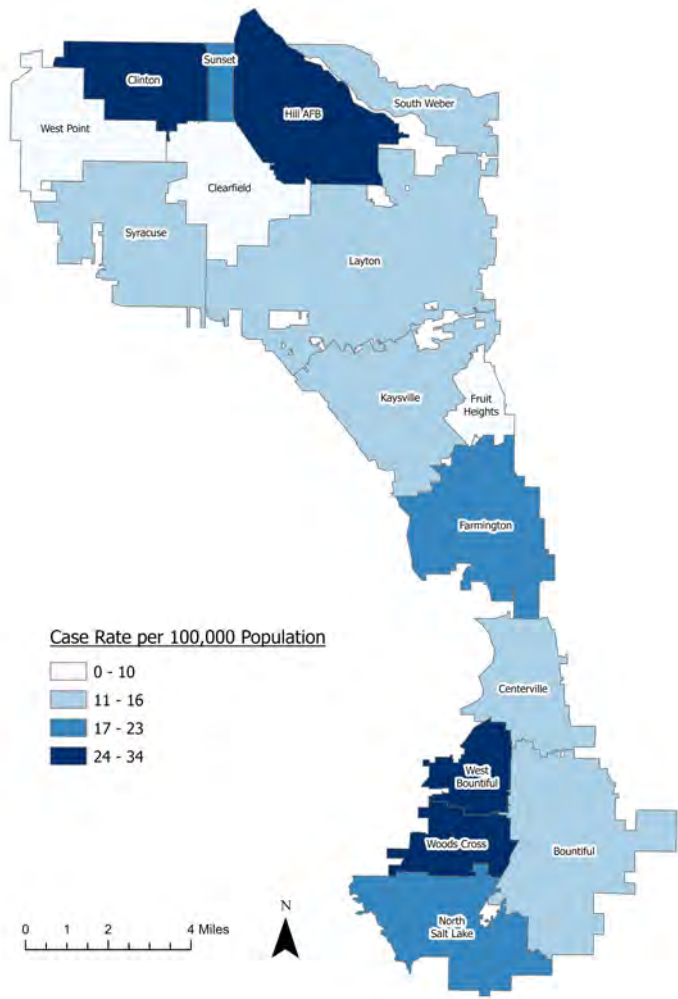 Sunset
Clinton
South Weber
Hill AFB
West Point
Clearfield
Syracuse
Layton
Kaysville
Fruit
Heights
Farmington
Case Rate per 100,000 Population
0 - 10
11 - 16
17 - 23
24 - 34
Centerville
West
Bountiful
Woods Cross
Bountiful
North
Salt Lake
N
0 1 2 4 Miles